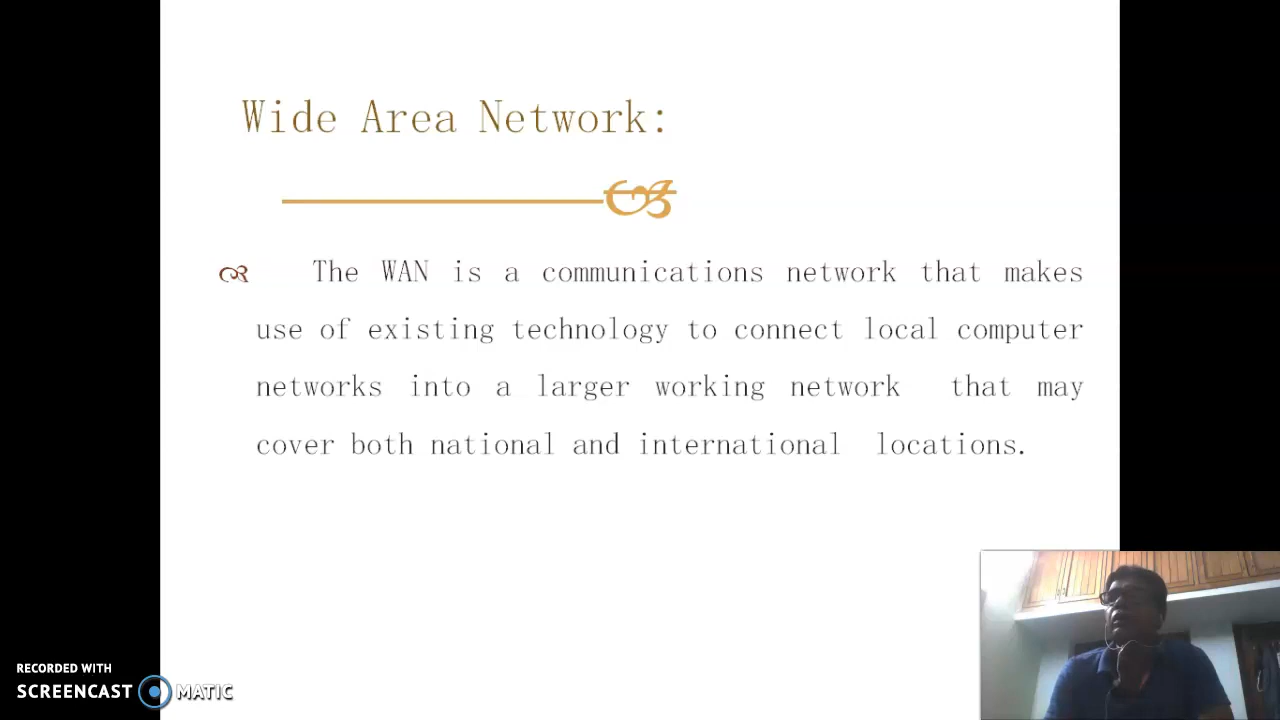 Wide Area Network:
The WAN is a communications network that makes
use of existing technology to connect local computer
networks into a larger working network that may
cover both national and international locations.
RECORDED WITH
SCREENCAST MATIC